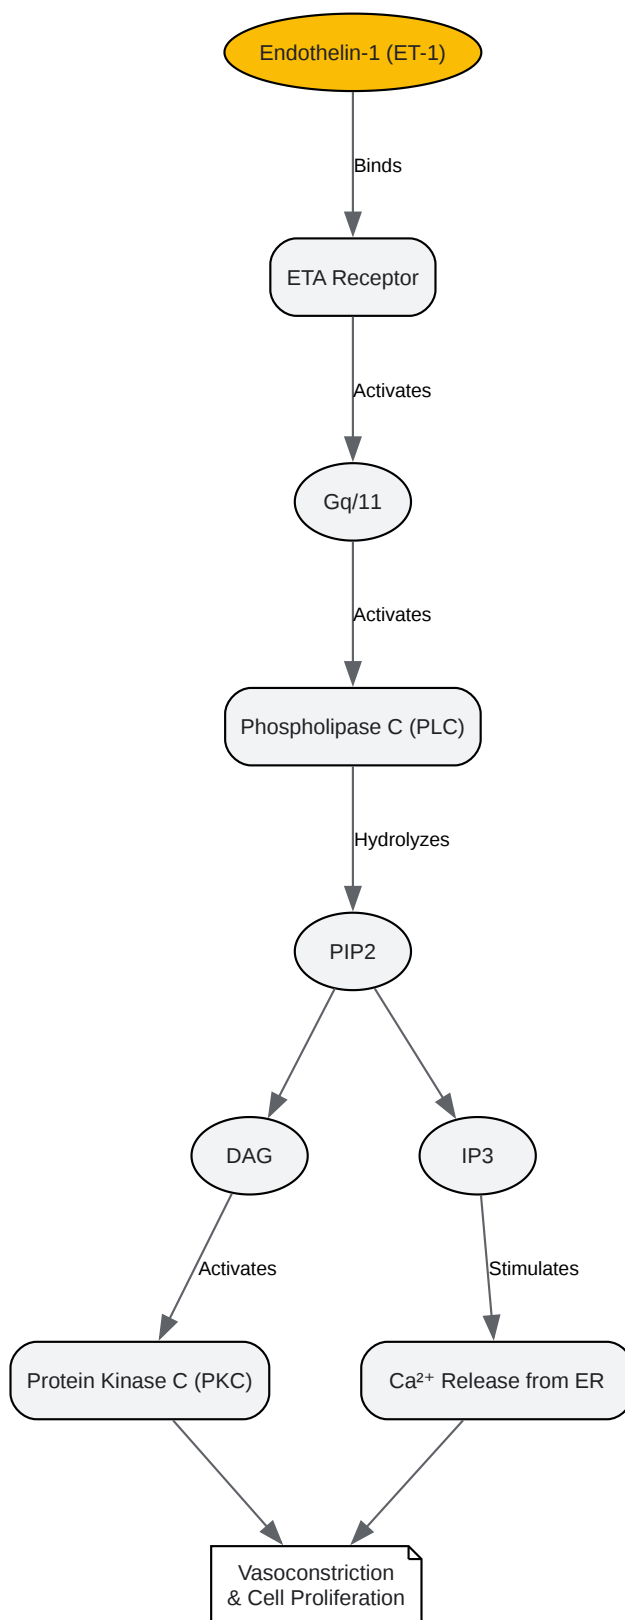 Endothelin-1 (ET-1)
Binds
ETA Receptor
Activates
Gq/11
Activates
Phospholipase C (PLC)
Hydrolyzes
PIP2
DAG
IP3
Activates
Stimulates
Protein Kinase C (PKC)
Ca²⁺ Release from ER
Vasoconstriction
& Cell Proliferation